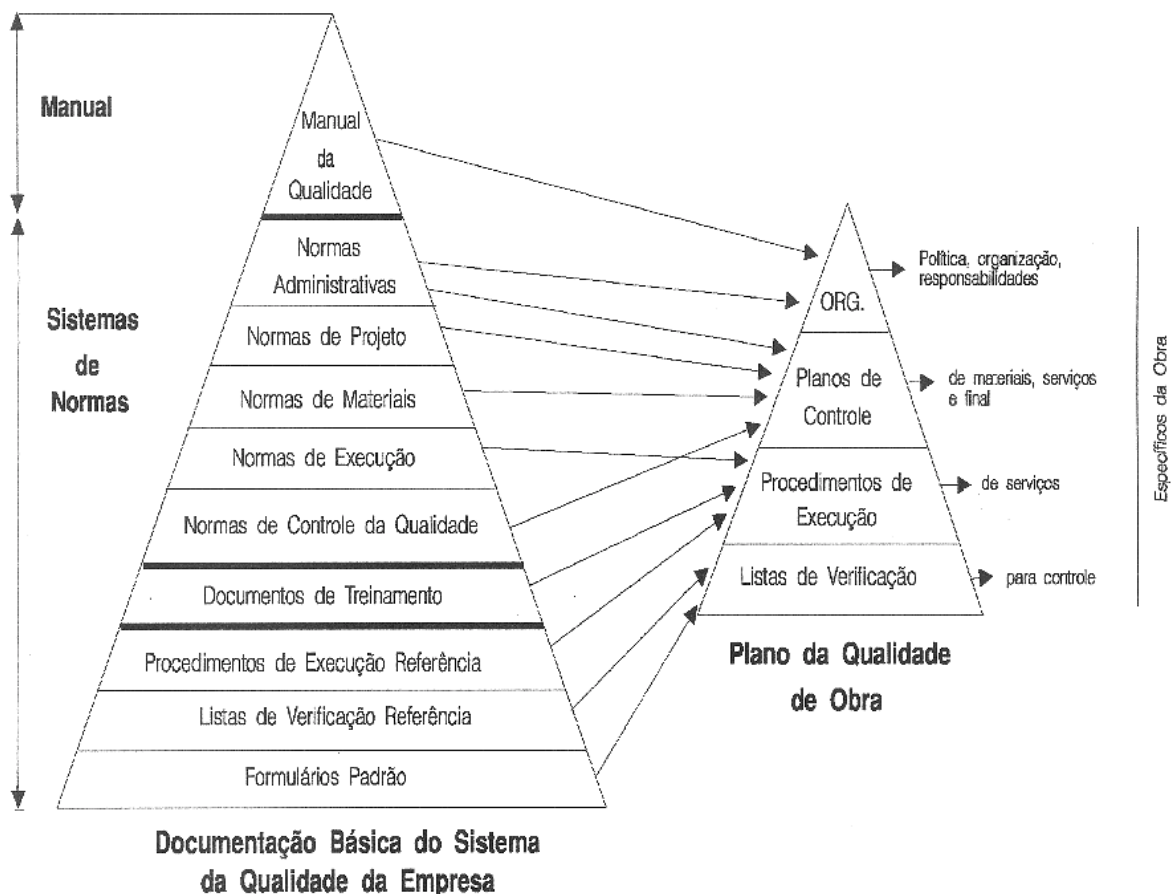 Manual
Manual
da
Qualidade
Sistemas
de
Normas
Normas
Administrativas
Normas de Projeto
Normas de Materiais
Normas de Execução
Normas de Controle da Qualidade
Documentos de Treinamento
Procedimentos de Execução Referência
Listas de Verificação Referência
Formulários Padrão
Documentação Básica do Sistema
da Qualidade da Empresa
ORG.
Planos de
Controle
Procedimentos de
Execução
Listas de Verificação
Plano da Qualidade
de Obra
Política, organização,
responsabilidades
de materiais, serviços
e final
de serviços
para controle
Específicos da Obra